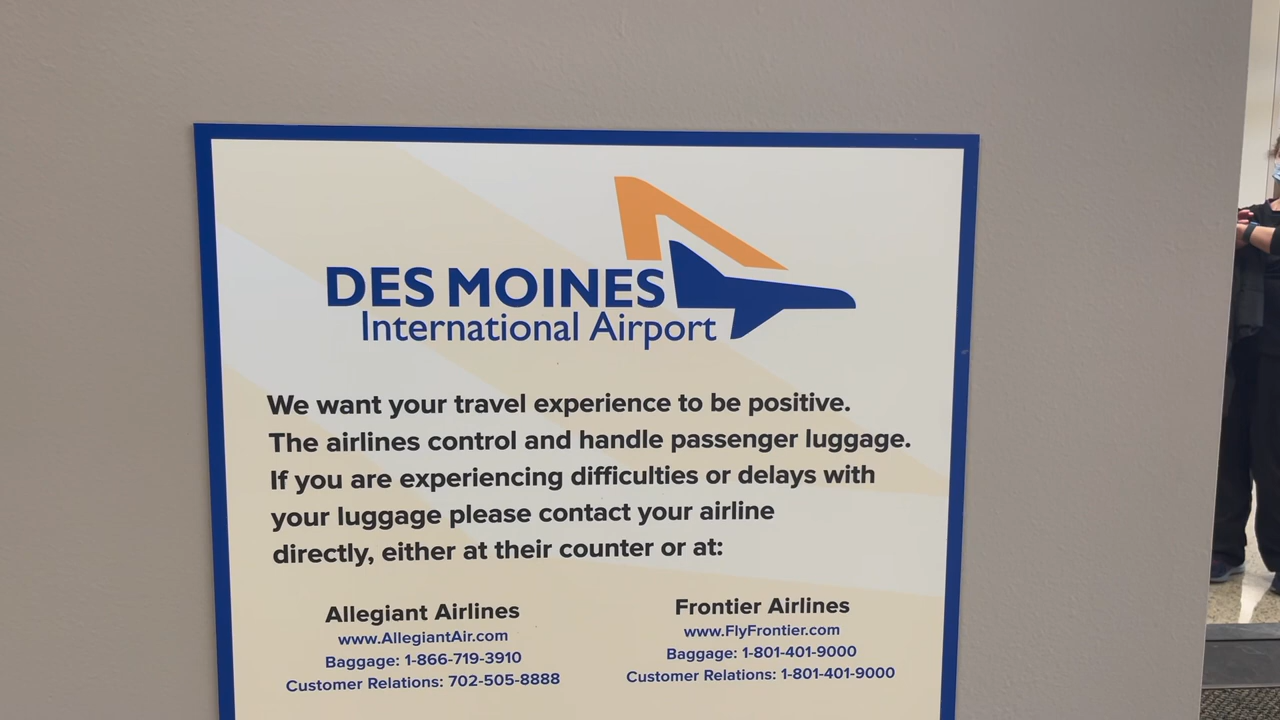 DES MOINES
International Airport
We want your travel experience to be positive.
The airlines control and handle passenger luggage.
If you are experiencing difficulties or delays with
your luggage please contact your airline
directly, either at their counter or at:
Allegiant Airlines
www.AllegiantAir.com
Baggage: 1-866-719-3910
Customer Relations: 702-505-8888
Frontier Airlines
www.FlyFrontier.com
Baggage: 1-801-401-9000
Customer Relations: 1-801-401-9000